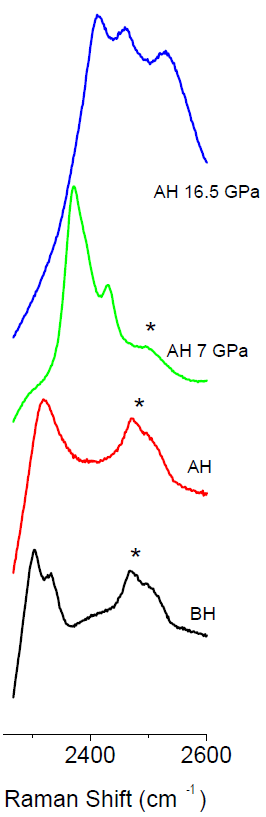 AH 16.5 GPa
*
AH 7 GPa
*
AH
*
BH
2400 2600
Raman Shift (cm -1 )